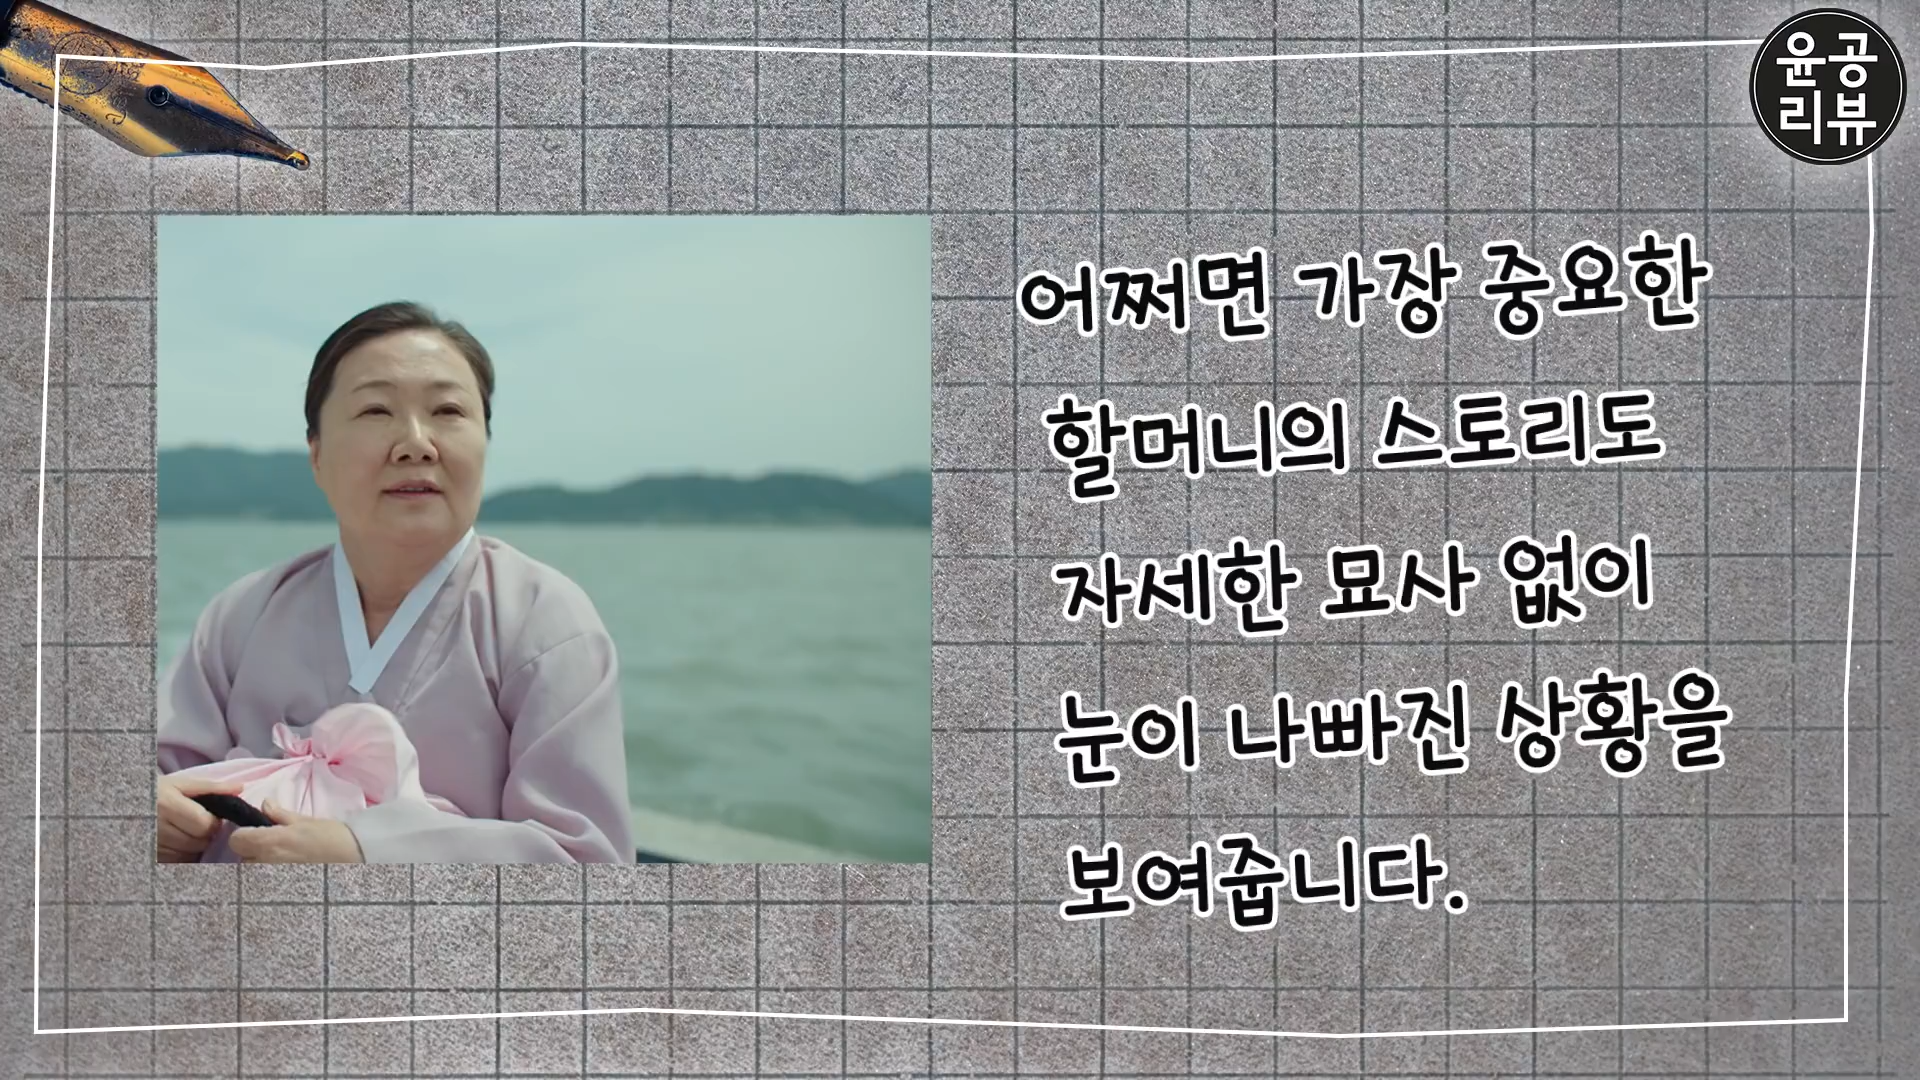 윤공
리뷰
어쩌면 가장 중요한
할머니의 스토리도
자세한 묘사 없이
눈이 나빠진 상황을
보여줍니다.